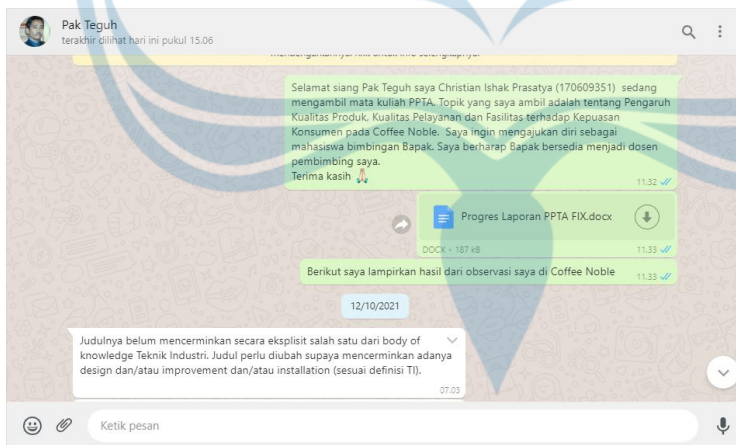 Pak Teguh
terakhir dilihat hari ini pukul 15.06
Selamat siang Pak Teguh saya Christian Ishak Prasatya (170609351) sedang
mengambil mata kuliah PPTA. Topik yang saya ambil adalah tentang Pengaruh
Kualitas Produk, Kualitas Pelayanan dan Fasilitas terhadap Kepuasan
Konsumen pada Coffee Noble. Saya ingin mengajukan diri sebagai
mahasiswa bimbingan Bapak. Saya berharap Bapak bersedia menjadi dosen
pembimbing saya.
Terima kasih 🙏
11.32
Progres Laporan PPTA FIX.docx
DOCX • 187 kB
11.33
Berikut saya lampirkan hasil dari observasi saya di Coffee Noble
11.33
12/10/2021
Judulnya belum mencerminkan secara eksplisit salah satu dari body of
knowledge Teknik Industri. Judul perlu diubah supaya mencerminkan adanya
design dan/atau improvement dan/atau installation (sesuai definisi TI).
07.03
Ketik pesan